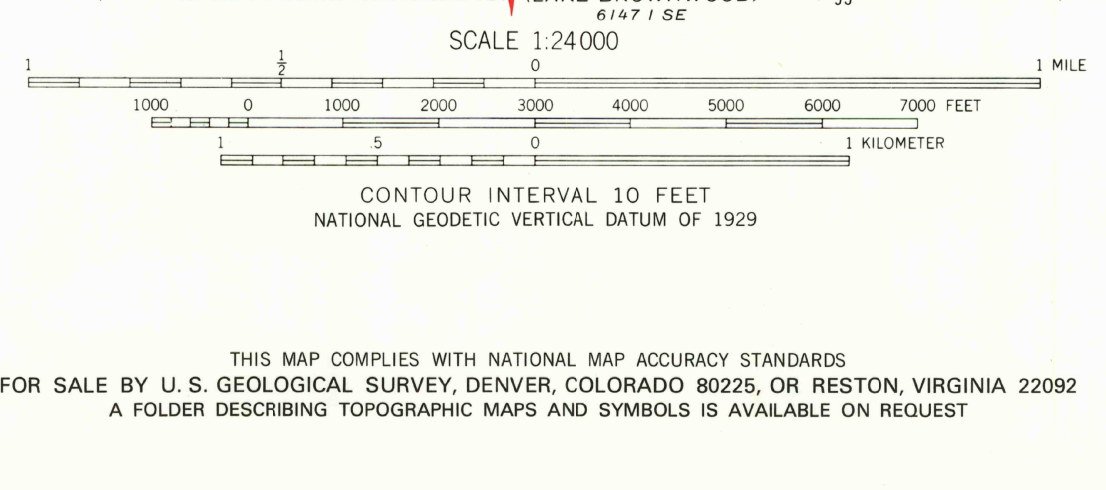 6147 I SE
SCALE 1:24000
1 1/2 0 1 MILE
1000 0 1000 2000 3000 4000 5000 6000 7000 FEET
1 .5 0 1 KILOMETER
CONTOUR INTERVAL 10 FEET
NATIONAL GEODETIC VERTICAL DATUM OF 1929
THIS MAP COMPLIES WITH NATIONAL MAP ACCURACY STANDARDS
FOR SALE BY U. S. GEOLOGICAL SURVEY, DENVER, COLORADO 80225, OR RESTON, VIRGINIA 22092
A FOLDER DESCRIBING TOPOGRAPHIC MAPS AND SYMBOLS IS AVAILABLE ON REQUEST